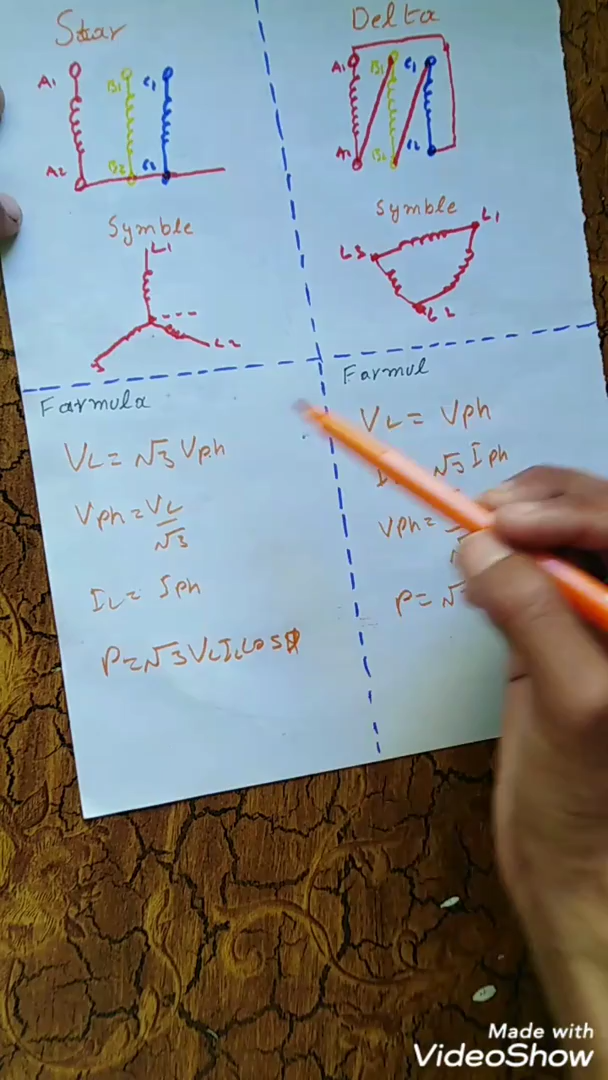 Star
A1
B1
C1
A2
B2
C2
Symble
L1
L2
Farmula
VL = √3 Vph
Vph = VL/√3
IL = Iph
P = √3 VL IL cosφ
Delta
A1
B1
C1
A2
B2
C2
Symble
L1
L3
L2
Farmul
VL = Vph
√3 Iph
Vph =
P = √
Made with
VideoShow